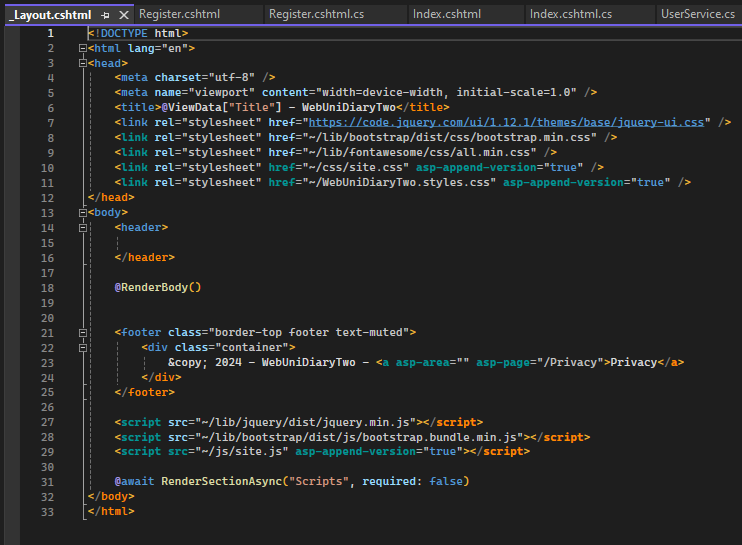 _Layout.cshtml Register.cshtml Register.cshtml.cs Index.cshtml Index.cshtml.cs UserService.cs
1 <!DOCTYPE html>
2 <html lang="en">
3 <head>
4 <meta charset="utf-8" />
5 <meta name="viewport" content="width=device-width, initial-scale=1.0" />
6 <title>@ViewData["Title"] - WebUniDiaryTwo</title>
7 <link rel="stylesheet" href="https://code.jquery.com/ui/1.12.1/themes/base/jquery-ui.css" />
8 <link rel="stylesheet" href="~/lib/bootstrap/dist/css/bootstrap.min.css" />
9 <link rel="stylesheet" href="~/lib/fontawesome/css/all.min.css" />
10 <link rel="stylesheet" href="~/css/site.css" asp-append-version="true" />
11 <link rel="stylesheet" href="~/WebUniDiaryTwo.styles.css" asp-append-version="true" />
12 </head>
13 <body>
14 <header>
15
16 </header>
17
18 @RenderBody()
19
20
21 <footer class="border-top footer text-muted">
22 <div class="container">
23 &copy; 2024 - WebUniDiaryTwo - <a asp-area="" asp-page="/Privacy">Privacy</a>
24 </div>
25 </footer>
26
27 <script src="~/lib/jquery/dist/jquery.min.js"></script>
28 <script src="~/lib/bootstrap/dist/js/bootstrap.bundle.min.js"></script>
29 <script src="~/js/site.js" asp-append-version="true"></script>
30
31 @await RenderSectionAsync("Scripts", required: false)
32 </body>
33 </html>